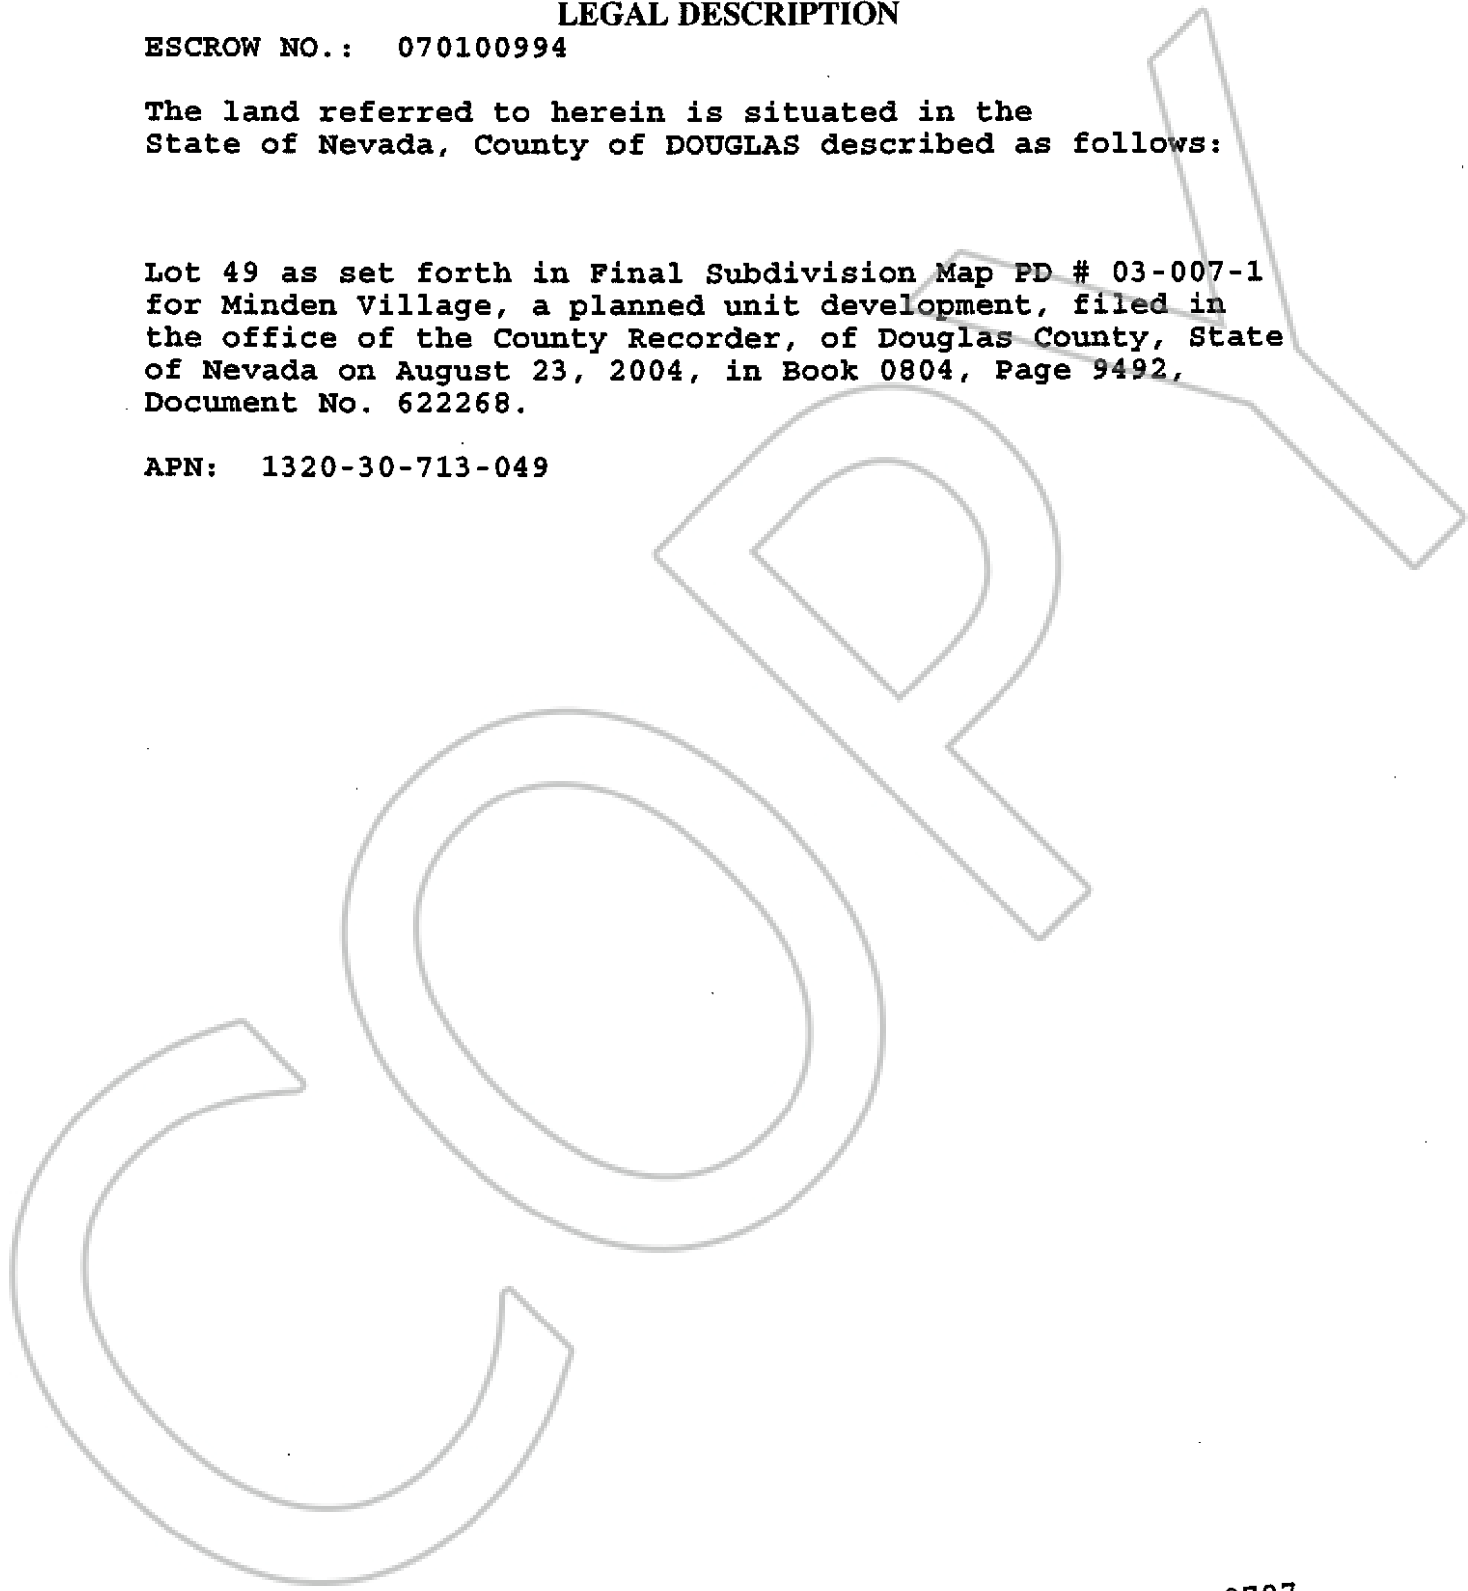 LEGAL DESCRIPTION
ESCROW NO.: 070100994
The land referred to herein is situated in the
State of Nevada, County of DOUGLAS described as follows:
Lot 49 as set forth in Final Subdivision Map PD # 03-007-1
for Minden Village, a planned unit development, filed in
the office of the County Recorder, of Douglas County, State
of Nevada on August 23, 2004, in Book 0804, Page 9492,
Document No. 622268.
APN: 1320-30-713-049
COPY